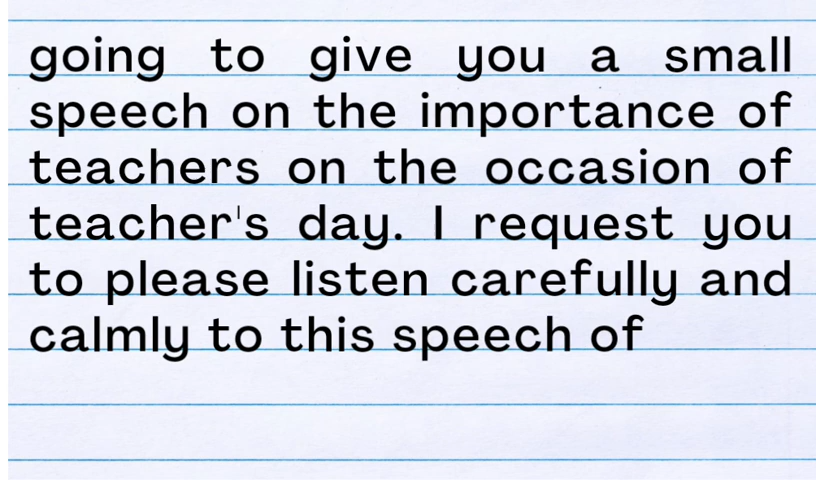 going to give you a small
speech on the importance of
teachers on the occasion of
teacher's day. I request you
to please listen carefully and
calmly to this speech of